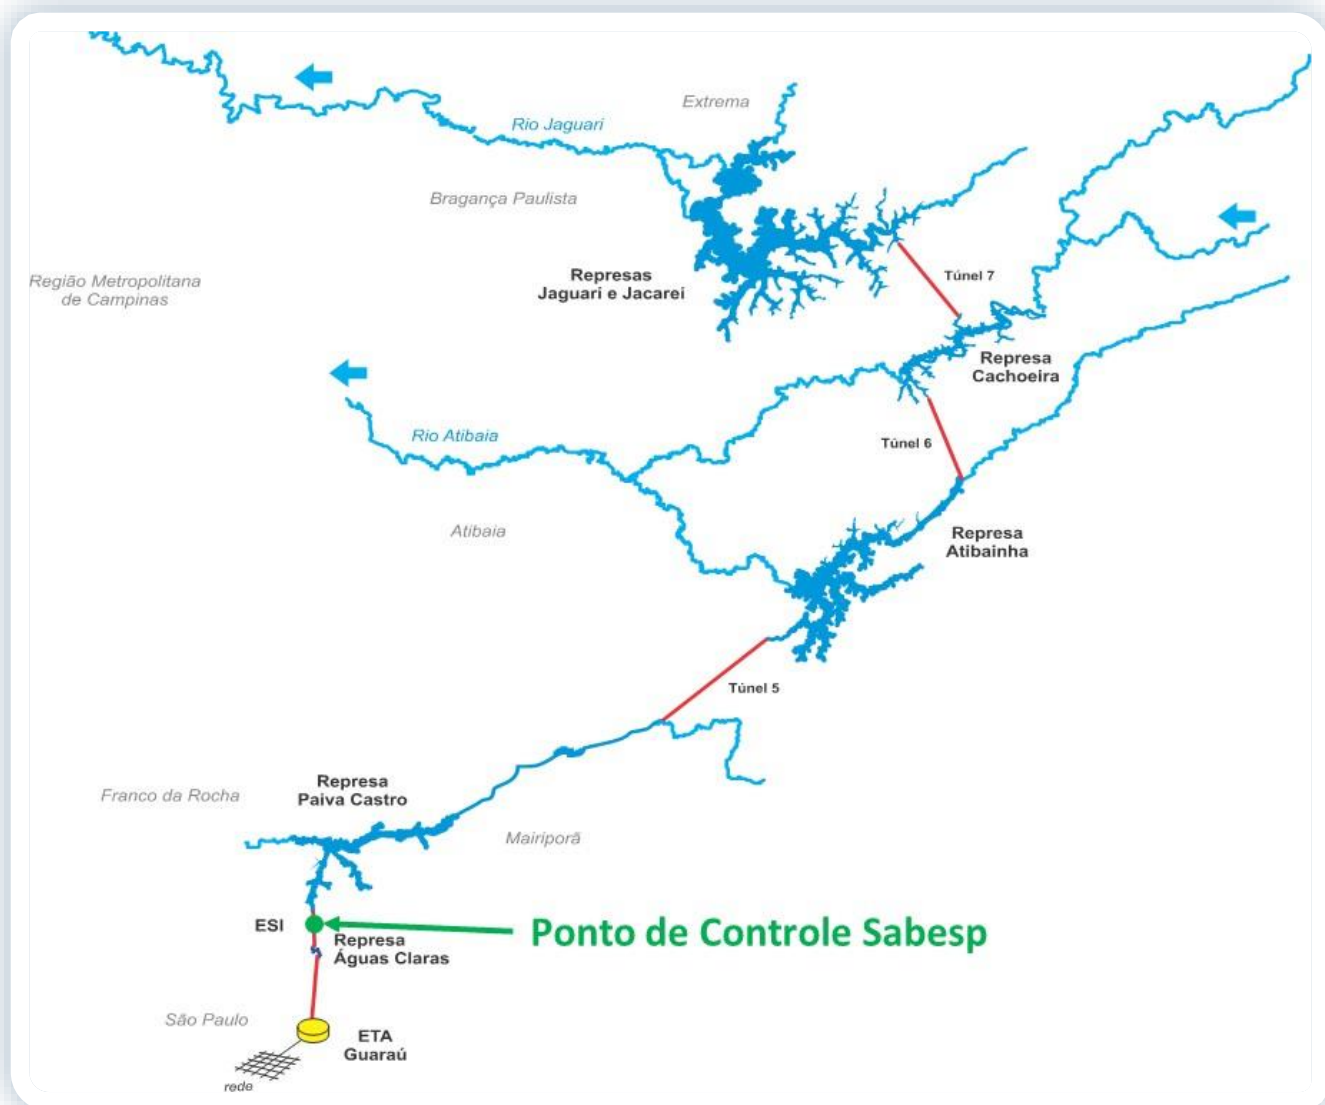 Extrema
Rio Jaguari
Bragança Paulista
Região Metropolitana
de Campinas
Represas
Jaguari e Jacarei
Túnel 7
Represa
Cachoeira
Rio Atibaia
Túnel 6
Atibaia
Represa
Atibainha
Túnel 5
Represa
Paiva Castro
Franco da Rocha
Mairiporã
ESI
Ponto de Controle Sabesp
Represa
Águas Claras
São Paulo
ETA
Guaraú
rede